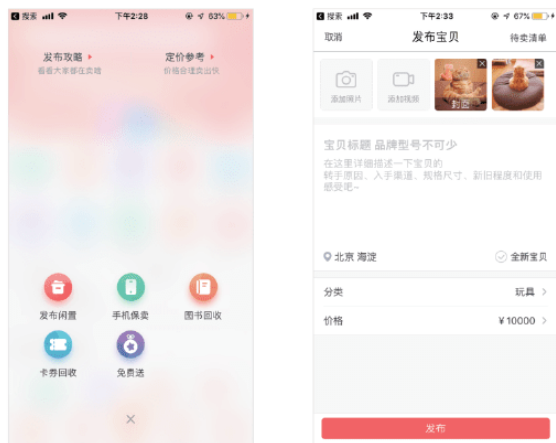 搜索 下午2:28 63%
发布攻略
定价参考
看看大家都在卖啥
价格合理卖出快
发布闲置
手机保卖
图书回收
卡券回收
免费送
×
搜索 下午2:33 67%
取消
发布宝贝
待卖清单
添加照片
添加视频
封面
宝贝标题 品牌型号不可少
在这里详细描述一下宝贝的
转手原因、入手渠道、规格尺寸、新旧程度和使用
感受吧~
北京 海淀
全新宝贝
分类
玩具 >
价格
¥10000 >
发布